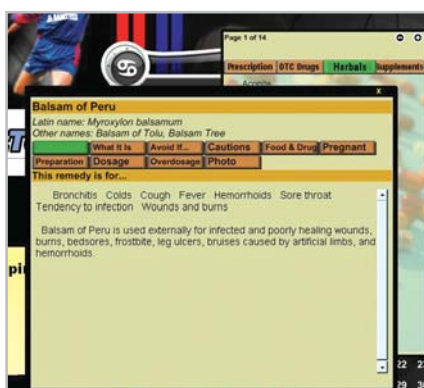 Page 1 of 14
Prescription OTC Drugs Herbals Supplements
Aconite
x
Balsam of Peru
Latin name: Myroxylon balsamum
Other names: Balsam of Tolu, Balsam Tree
What It Is Avoid If... Cautions Food & Drug Pregnant
Preparation Dosage Overdosage Photo
This remedy is for...
Bronchitis Colds Cough Fever Hemorrhoids Sore throat
Tendency to infection Wounds and burns
Balsam of Peru is used externally for infected and poorly healing wounds,
burns, bedsores, frostbite, leg ulcers, bruises caused by artificial limbs, and
hemorrhoids.
22
29